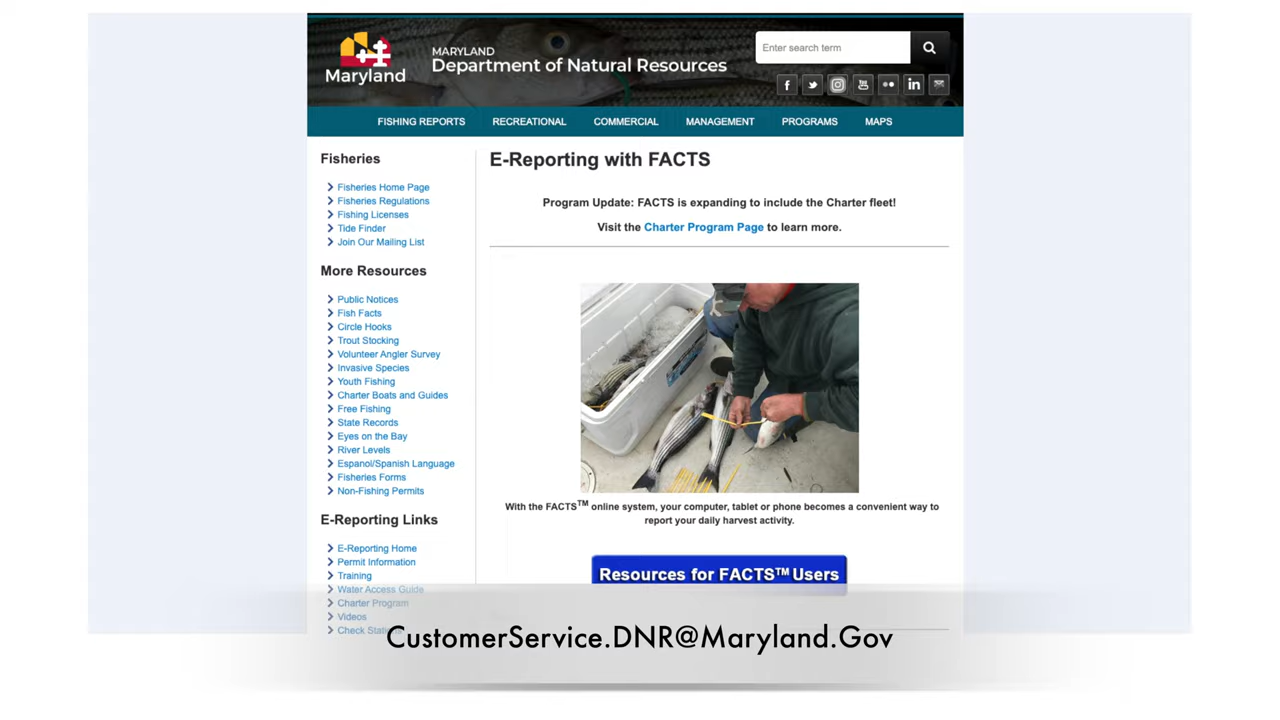 Maryland
MARYLAND
Department of Natural Resources
Enter search term
f
You
in
FISHING REPORTS
RECREATIONAL
COMMERCIAL
MANAGEMENT
PROGRAMS
MAPS
Fisheries
Fisheries Home Page
Fisheries Regulations
Fishing Licenses
Tide Finder
Join Our Mailing List
More Resources
Public Notices
Fish Facts
Circle Hooks
Trout Stocking
Volunteer Angler Survey
Invasive Species
Youth Fishing
Charter Boats and Guides
Free Fishing
State Records
Eyes on the Bay
River Levels
Espanol/Spanish Language
Fisheries Forms
Non-Fishing Permits
E-Reporting Links
E-Reporting Home
Permit Information
Training
Water Access Guide
Charter Program
Videos
Check Stations
E-Reporting with FACTS
Program Update: FACTS is expanding to include the Charter fleet!
Visit the Charter Program Page to learn more.
With the FACTS™ online system, your computer, tablet or phone becomes a convenient way to
report your daily harvest activity.
Resources for FACTS™ Users
CustomerService.DNR@Maryland.Gov